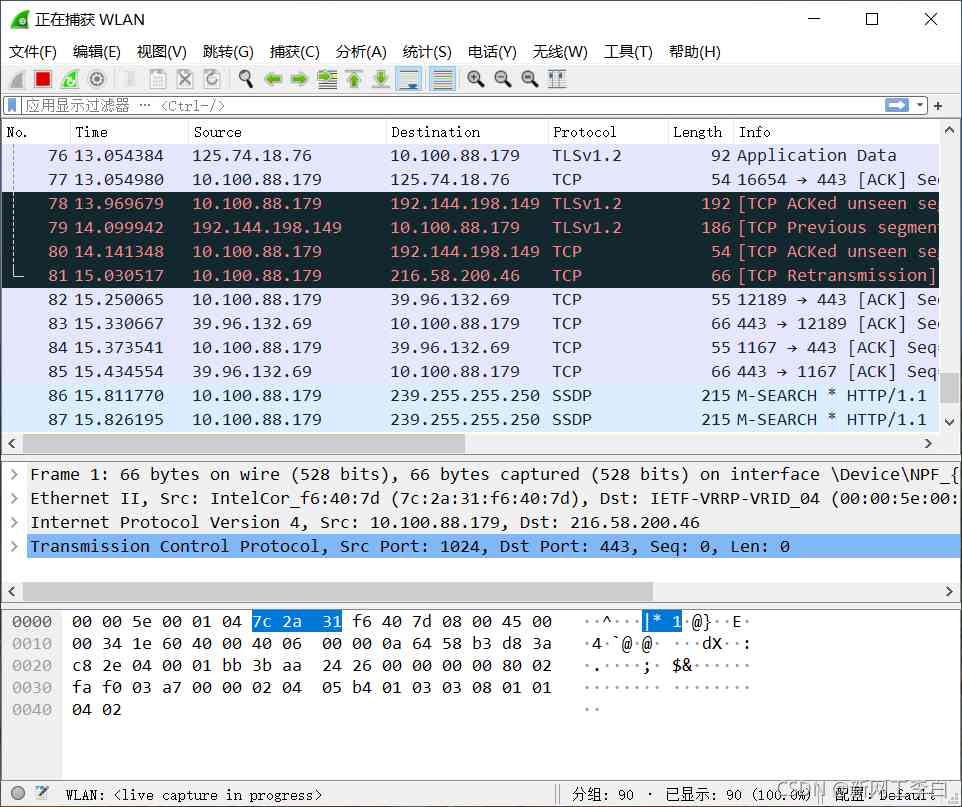 正在捕获 WLAN
文件(F) 编辑(E) 视图(V) 跳转(G) 捕获(C) 分析(A) 统计(S) 电话(Y) 无线(W) 工具(T) 帮助(H)
应用显示过滤器 ⋯ <Ctrl-/>
No. Time Source Destination Protocol Length Info
76 13.054384 125.74.18.76 10.100.88.179 TLSv1.2 92 Application Data
77 13.054980 10.100.88.179 125.74.18.76 TCP 54 16654 → 443 [ACK] Se
78 13.969679 10.100.88.179 192.144.198.149 TLSv1.2 192 [TCP ACKed unseen se
79 14.099942 192.144.198.149 10.100.88.179 TLSv1.2 186 [TCP Previous segmen
80 14.141348 10.100.88.179 192.144.198.149 TCP 54 [TCP ACKed unseen se
81 15.030517 10.100.88.179 216.58.200.46 TCP 66 [TCP Retransmission]
82 15.250065 10.100.88.179 39.96.132.69 TCP 55 12189 → 443 [ACK] Se
83 15.330667 39.96.132.69 10.100.88.179 TCP 66 443 → 12189 [ACK] Se
84 15.373541 10.100.88.179 39.96.132.69 TCP 55 1167 → 443 [ACK] Seq
85 15.434554 39.96.132.69 10.100.88.179 TCP 66 443 → 1167 [ACK] Seq
86 15.811770 10.100.88.179 239.255.255.250 SSDP 215 M-SEARCH * HTTP/1.1
87 15.826195 10.100.88.179 239.255.255.250 SSDP 215 M-SEARCH * HTTP/1.1
Frame 1: 66 bytes on wire (528 bits), 66 bytes captured (528 bits) on interface \Device\NPF_{
Ethernet II, Src: IntelCor_f6:40:7d (7c:2a:31:f6:40:7d), Dst: IETF-VRRP-VRID_04 (00:00:5e:00:
Internet Protocol Version 4, Src: 10.100.88.179, Dst: 216.58.200.46
Transmission Control Protocol, Src Port: 1024, Dst Port: 443, Seq: 0, Len: 0
0000 00 00 5e 00 01 04 7c 2a 31 f6 40 7d 08 00 45 00 ··^···|* 1·@}··E·
0010 00 34 1e 60 40 00 40 06 00 00 0a 64 58 b3 d8 3a ·4·`@·@· ···dX··:
0020 c8 2e 04 00 01 bb 3b aa 24 26 00 00 00 00 80 02 ·.····;· $&······
0030 fa f0 03 a7 00 00 02 04 05 b4 01 03 03 08 01 01 ········ ········
0040 04 02 ··
WLAN: <live capture in progress> 分组: 90 · 已显示: 90 (100.0%) 配置: Default
CSDN @新网工李白